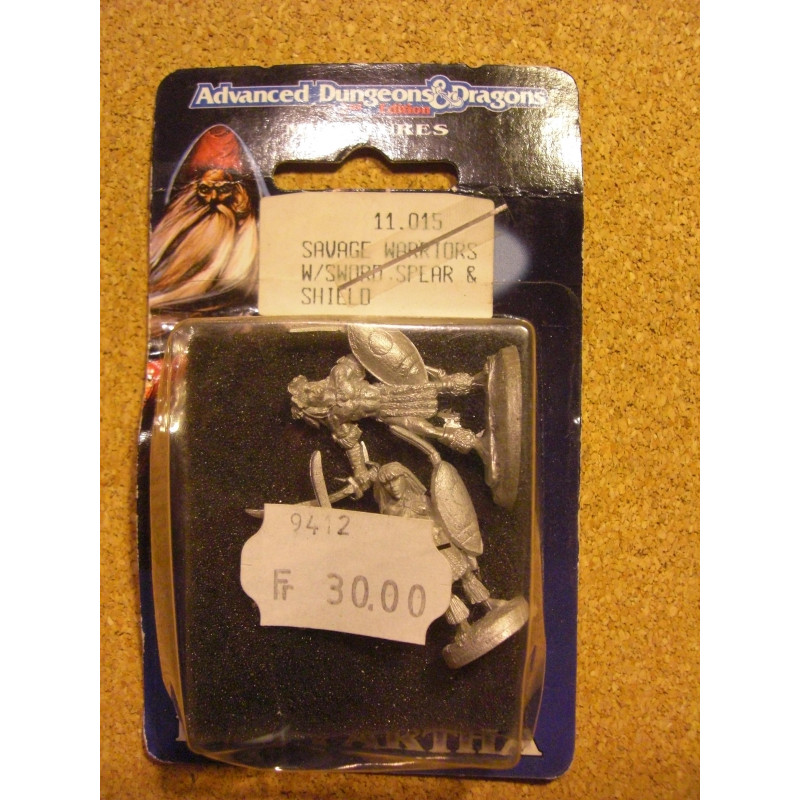 Advanced Dungeons & Dragons
Edition
11.015
SAVAGE WARRIORS
W/SWORD.SPEAR &
SHIELD
9412
Fr 30.00